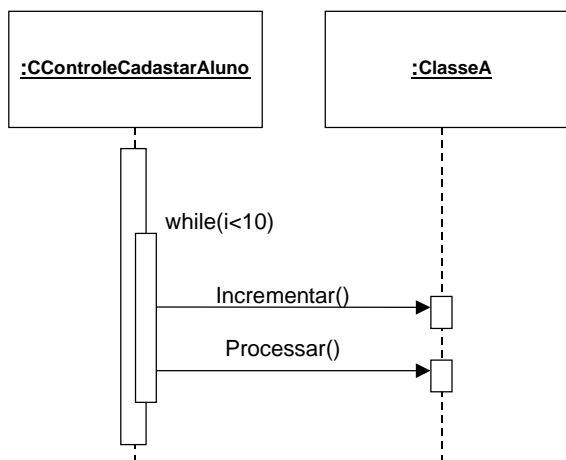 :CControleCadastarAluno
:ClasseA
while(i<10)
Incrementar()
Processar()